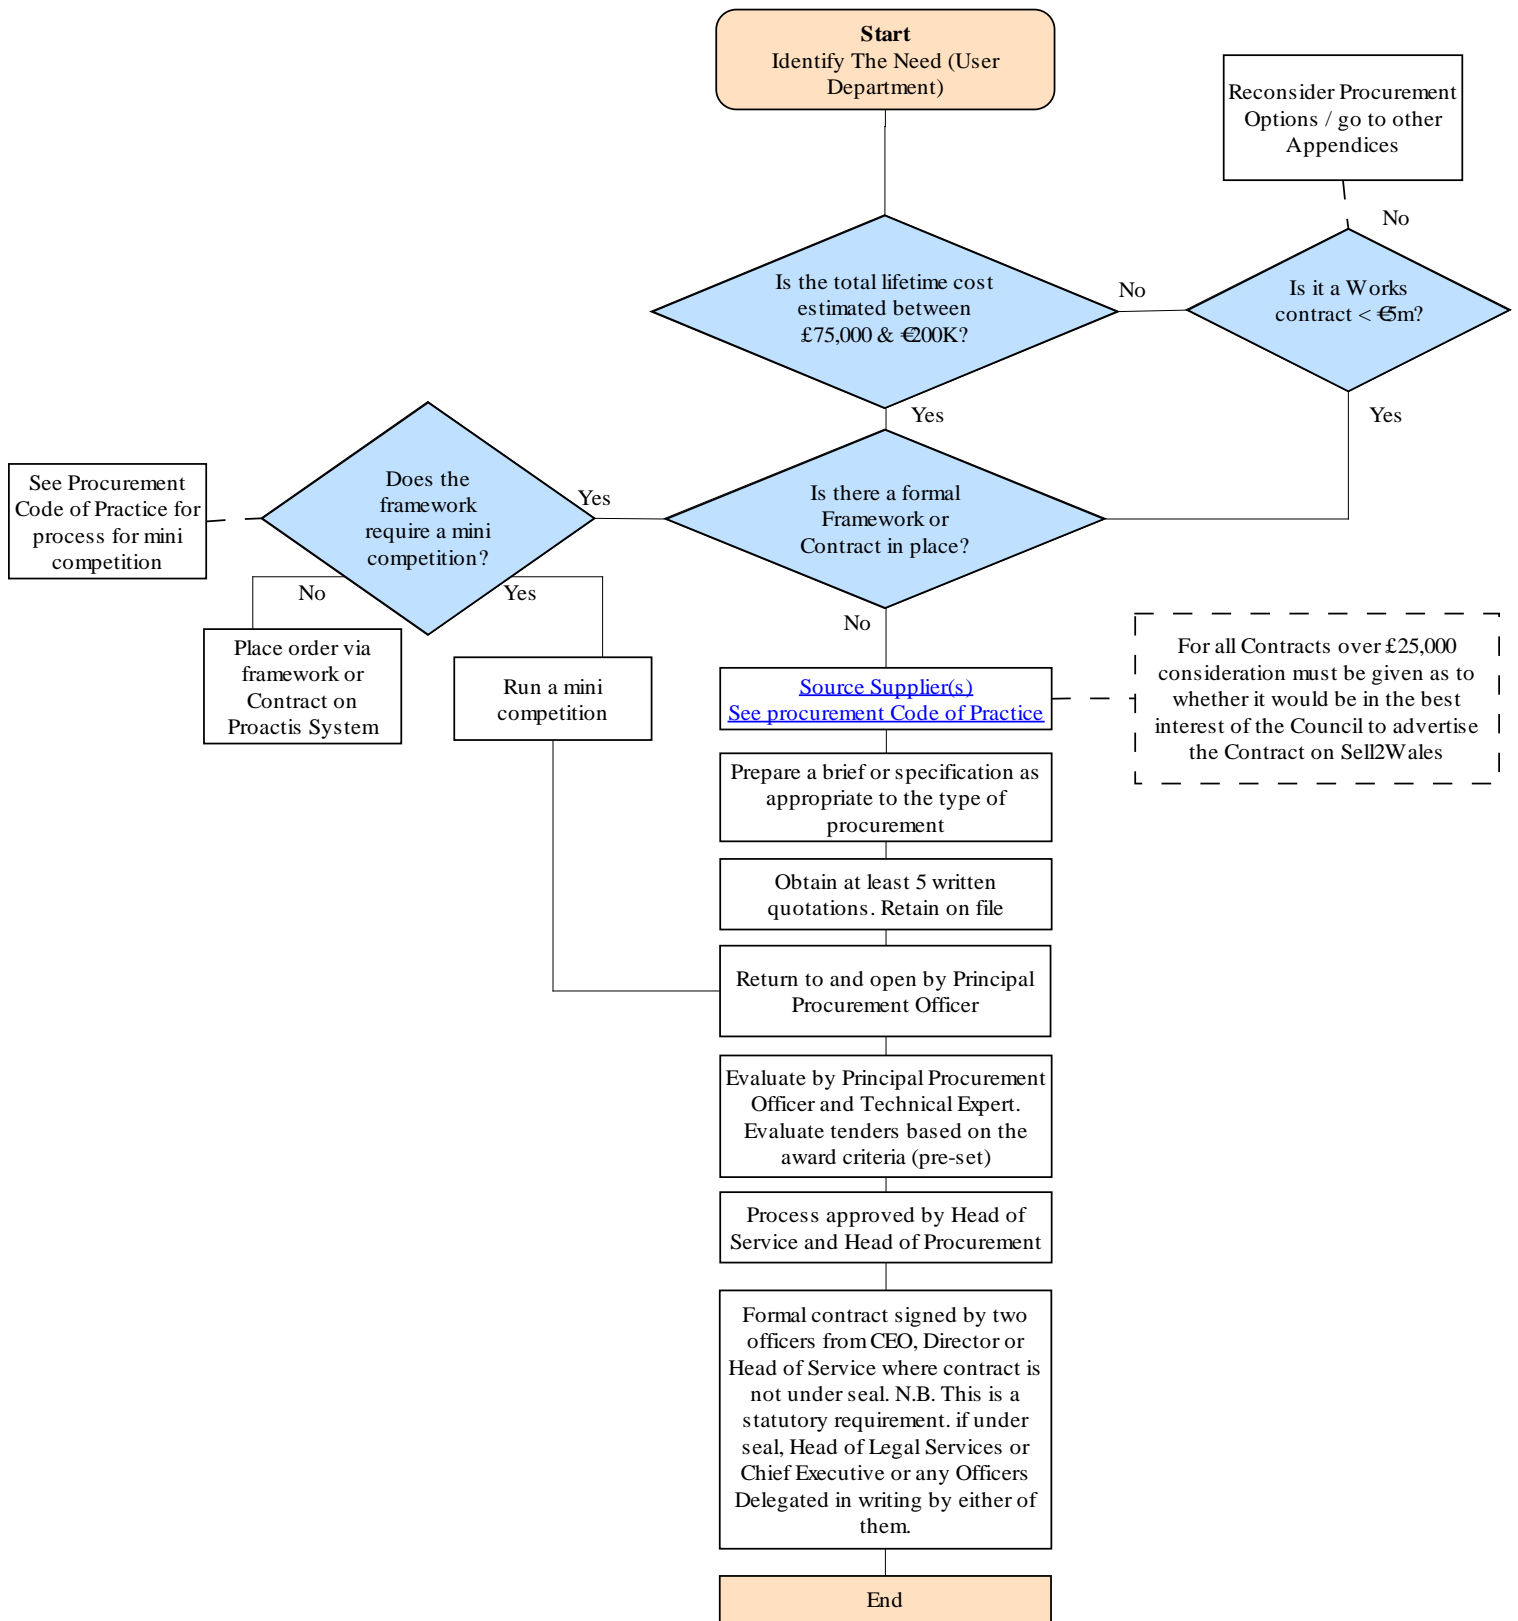 Start
Identify The Need (User
Department)
Reconsider Procurement
Options / go to other
Appendices
No
Is the total lifetime cost
estimated between
£75,000 & €200K?
No
Is it a Works
contract < €5m?
Yes
Yes
See Procurement
Code of Practice for
process for mini
competition
Does the
framework
require a mini
competition?
Yes
Is there a formal
Framework or
Contract in place?
No
Yes
No
Place order via
framework or
Contract on
Proactis System
Run a mini
competition
Source Supplier(s)
See procurement Code of Practice
For all Contracts over £25,000
consideration must be given as to
whether it would be in the best
interest of the Council to advertise
the Contract on Sell2Wales
Prepare a brief or specification as
appropriate to the type of
procurement
Obtain at least 5 written
quotations. Retain on file
Return to and open by Principal
Procurement Officer
Evaluate by Principal Procurement
Officer and Technical Expert.
Evaluate tenders based on the
award criteria (pre-set)
Process approved by Head of
Service and Head of Procurement
Formal contract signed by two
officers from CEO, Director or
Head of Service where contract is
not under seal. N.B. This is a
statutory requirement. if under
seal, Head of Legal Services or
Chief Executive or any Officers
Delegated in writing by either of
them.
End